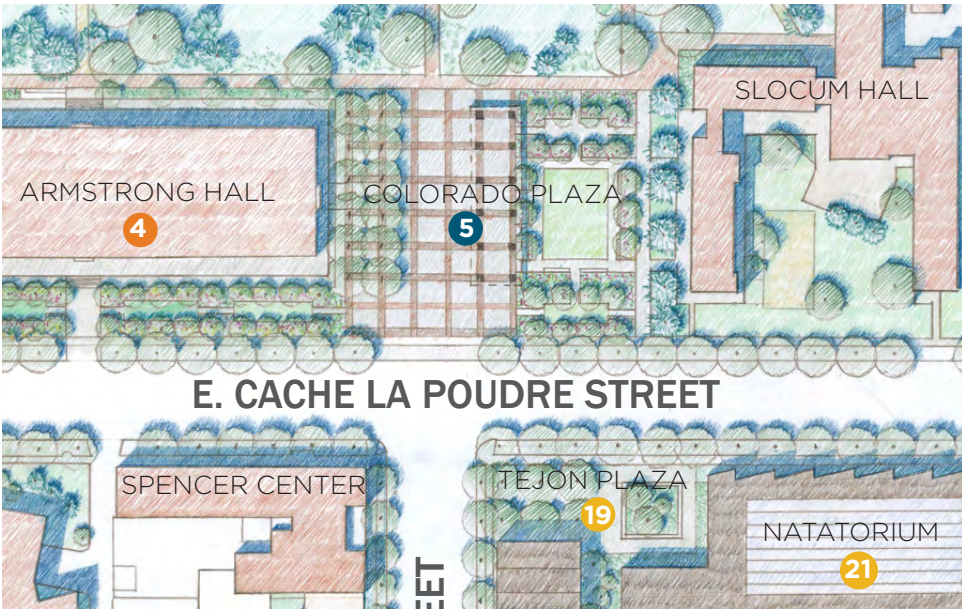 SLOCUM HALL
ARMSTRONG HALL
COLORADO PLAZA
4
5
E. CACHE LA POUDRE STREET
SPENCER CENTER
TEJON PLAZA
19
NATATORIUM
21
EET